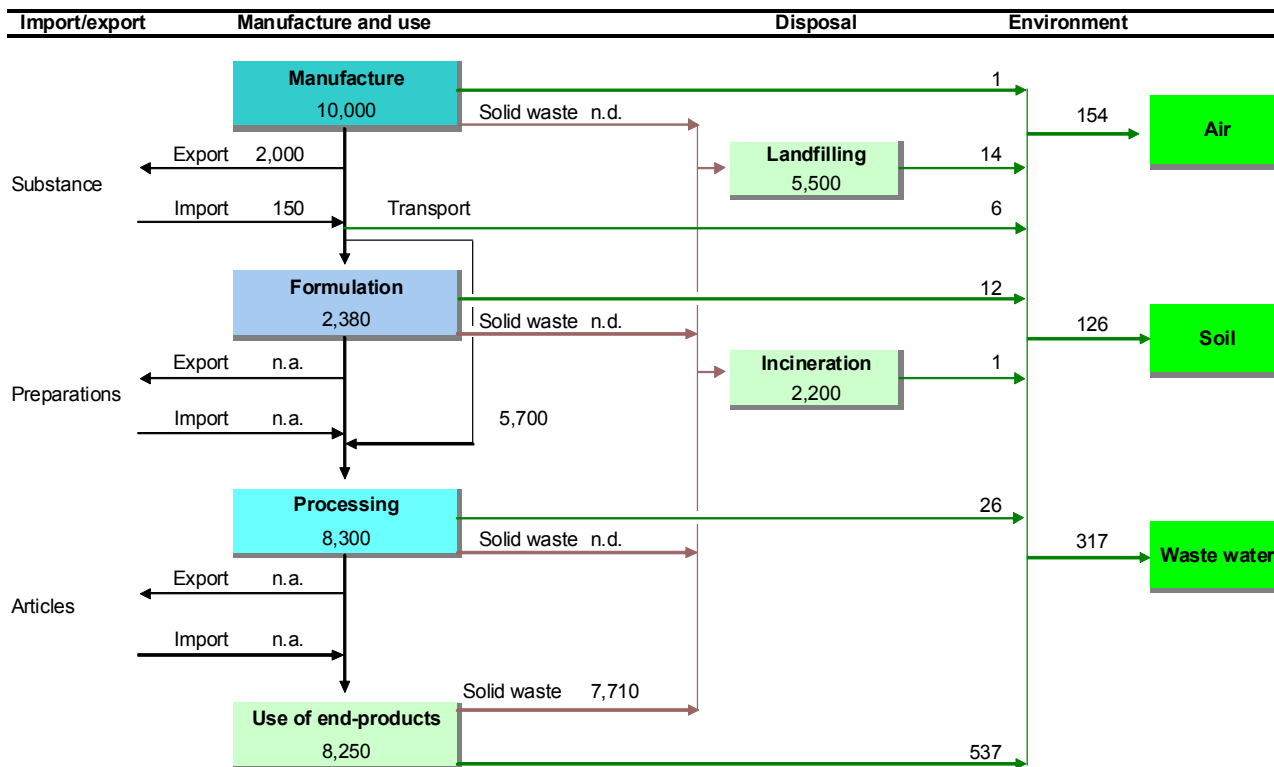 Import/export Manufacture and use Disposal Environment
Manufacture 1
10,000 Solid waste n.d. 154 Air
Export 2,000 Landfilling 14
Substance 5,500
Import 150 Transport 6
Formulation 12
2,380 Solid waste n.d. 126 Soil
Export n.a. Incineration 1
Preparations 2,200
Import n.a. 5,700
Processing 26
8,300 Solid waste n.d. 317 Waste water
Export n.a.
Articles
Import n.a.
Solid waste 7,710
Use of end-products
8,250 537